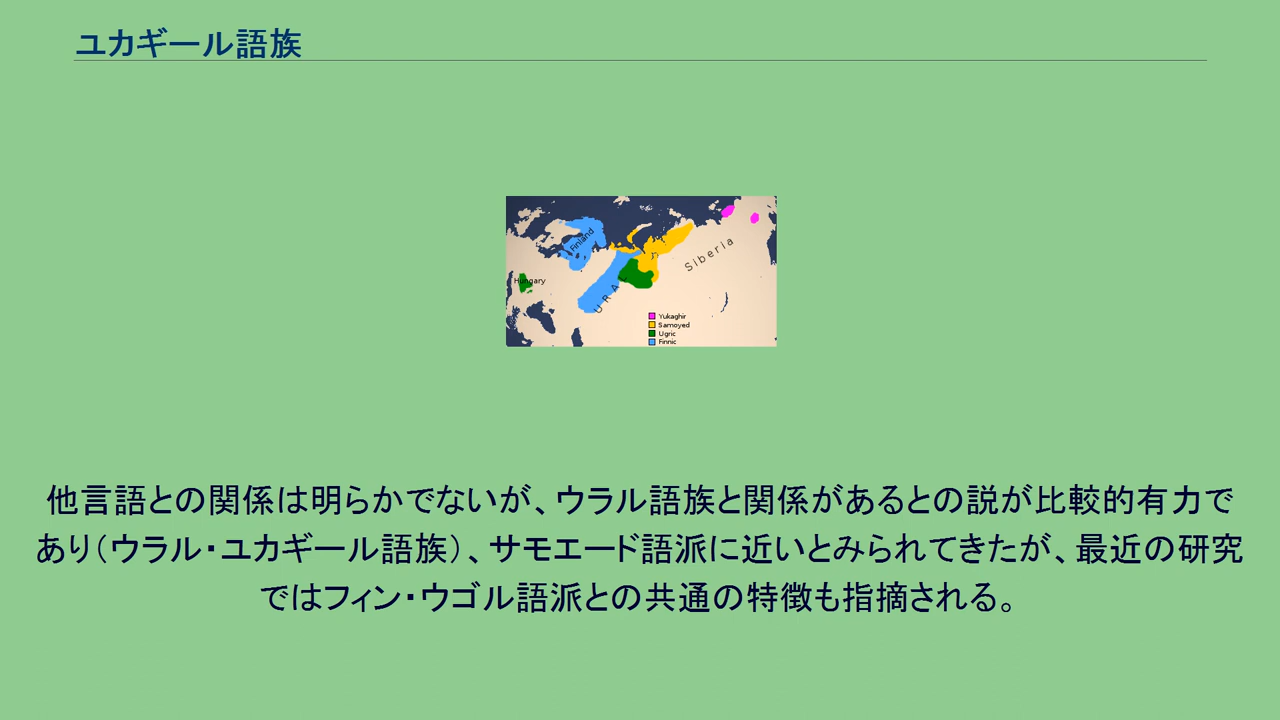 ユカギール語族
Finland
Hungary
URA
Siberia
Yukaghir
Samoyed
Ugric
Finnic
他言語との関係は明らかでないが、ウラル語族と関係があるとの説が比較的有力で
あり（ウラル・ユカギール語族）、サモエード語派に近いとみられてきたが、最近の研究
ではフィン・ウゴル語派との共通の特徴も指摘される。